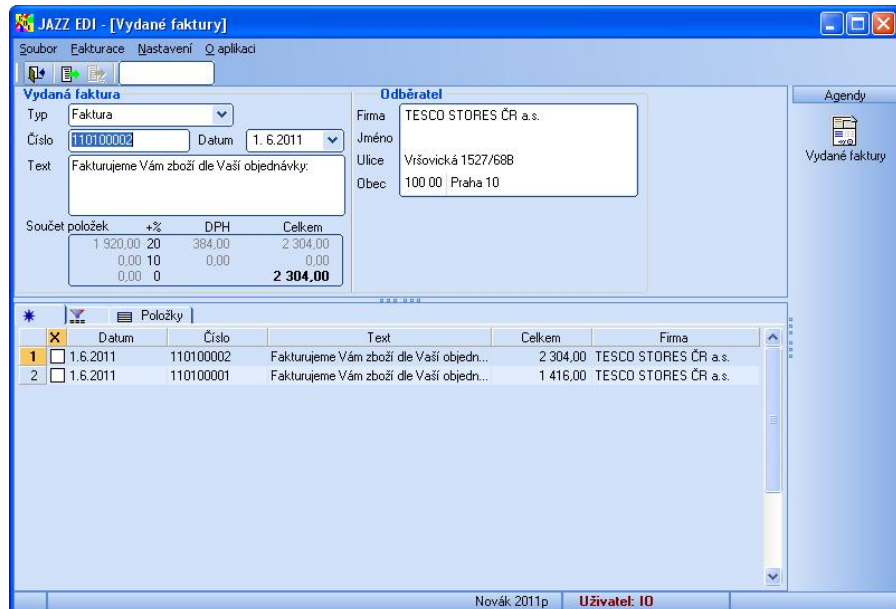 JAZZ EDI - [Vydané faktury]
Soubor Fakturace Nastavení O aplikaci
Vydaná faktura
Typ Faktura
Číslo 110100002 Datum 1. 6.2011
Text Fakturujeme Vám zboží dle Vaší objednávky:
Součet položek +% DPH Celkem
1 920,00 20 384,00 2 304,00
0,00 10 0,00 0,00
0,00 0 2 304,00
Odběratel
Firma TESCO STORES ČR a.s.
Jméno
Ulice Vršovická 1527/68B
Obec 100 00 Praha 10
Agendy
Vydané faktury
Položky
X Datum Číslo Text Celkem Firma
1 1.6.2011 110100002 Fakturujeme Vám zboží dle Vaší objedn... 2 304,00 TESCO STORES ČR a.s.
2 1.6.2011 110100001 Fakturujeme Vám zboží dle Vaší objedn... 1 416,00 TESCO STORES ČR a.s.
Novák 2011p Uživatel: IO